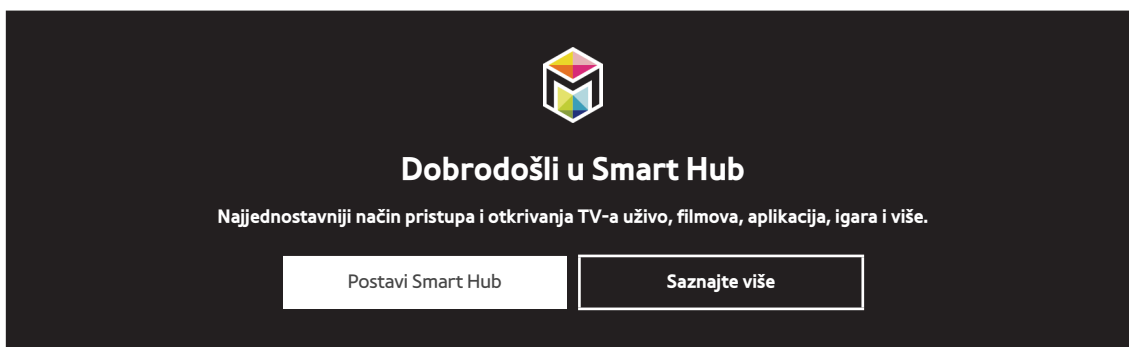 Dobrodošli u Smart Hub
Najjednostavniji način pristupa i otkrivanja TV-a uživo, filmova, aplikacija, igara i više.
Postavi Smart Hub
Saznajte više